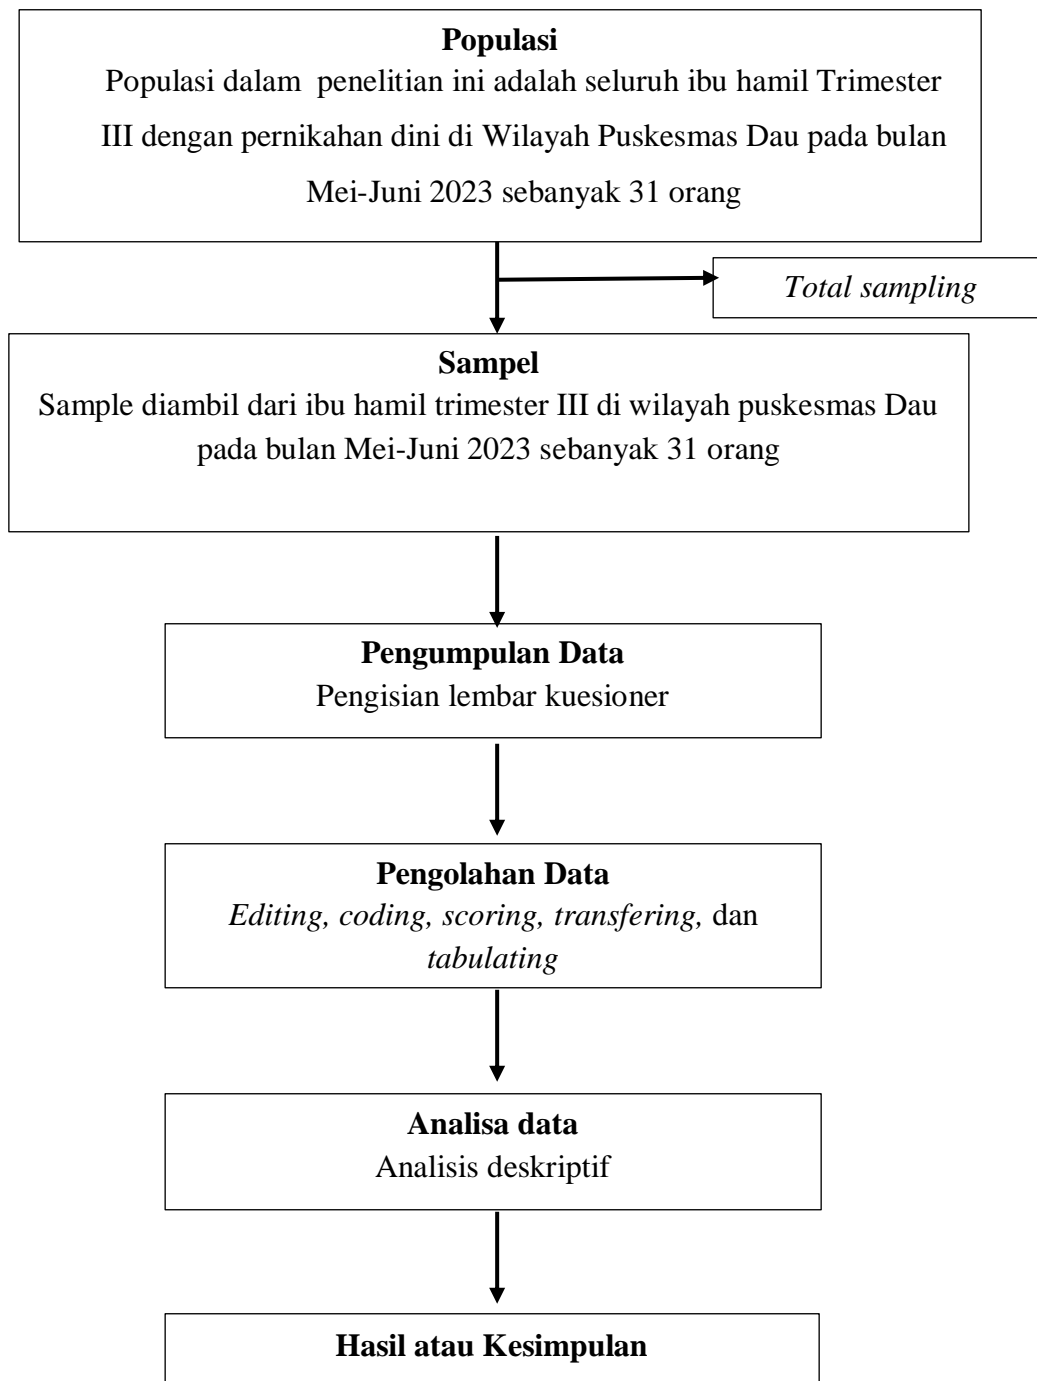 Populasi
Populasi dalam penelitian ini adalah seluruh ibu hamil Trimester
III dengan pernikahan dini di Wilayah Puskesmas Dau pada bulan
Mei-Juni 2023 sebanyak 31 orang
Total sampling
Sampel
Sample diambil dari ibu hamil trimester III di wilayah puskesmas Dau
pada bulan Mei-Juni 2023 sebanyak 31 orang
Pengumpulan Data
Pengisian lembar kuesioner
Pengolahan Data
Editing, coding, scoring, transfering, dan
tabulating
Analisa data
Analisis deskriptif
Hasil atau Kesimpulan